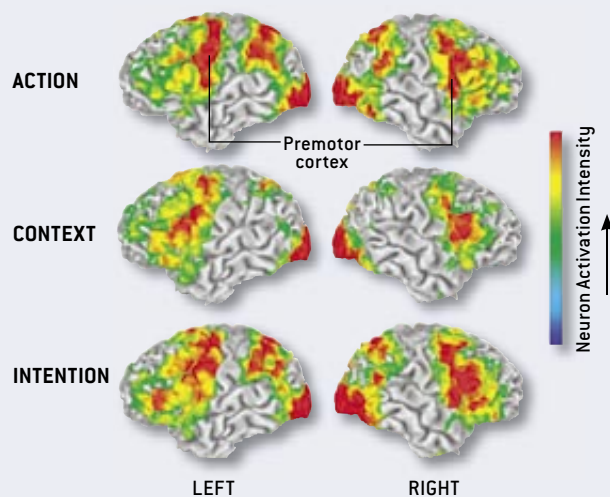 ACTION
Premotor
cortex
CONTEXT
Neuron Activation Intensity
INTENTION
LEFT RIGHT